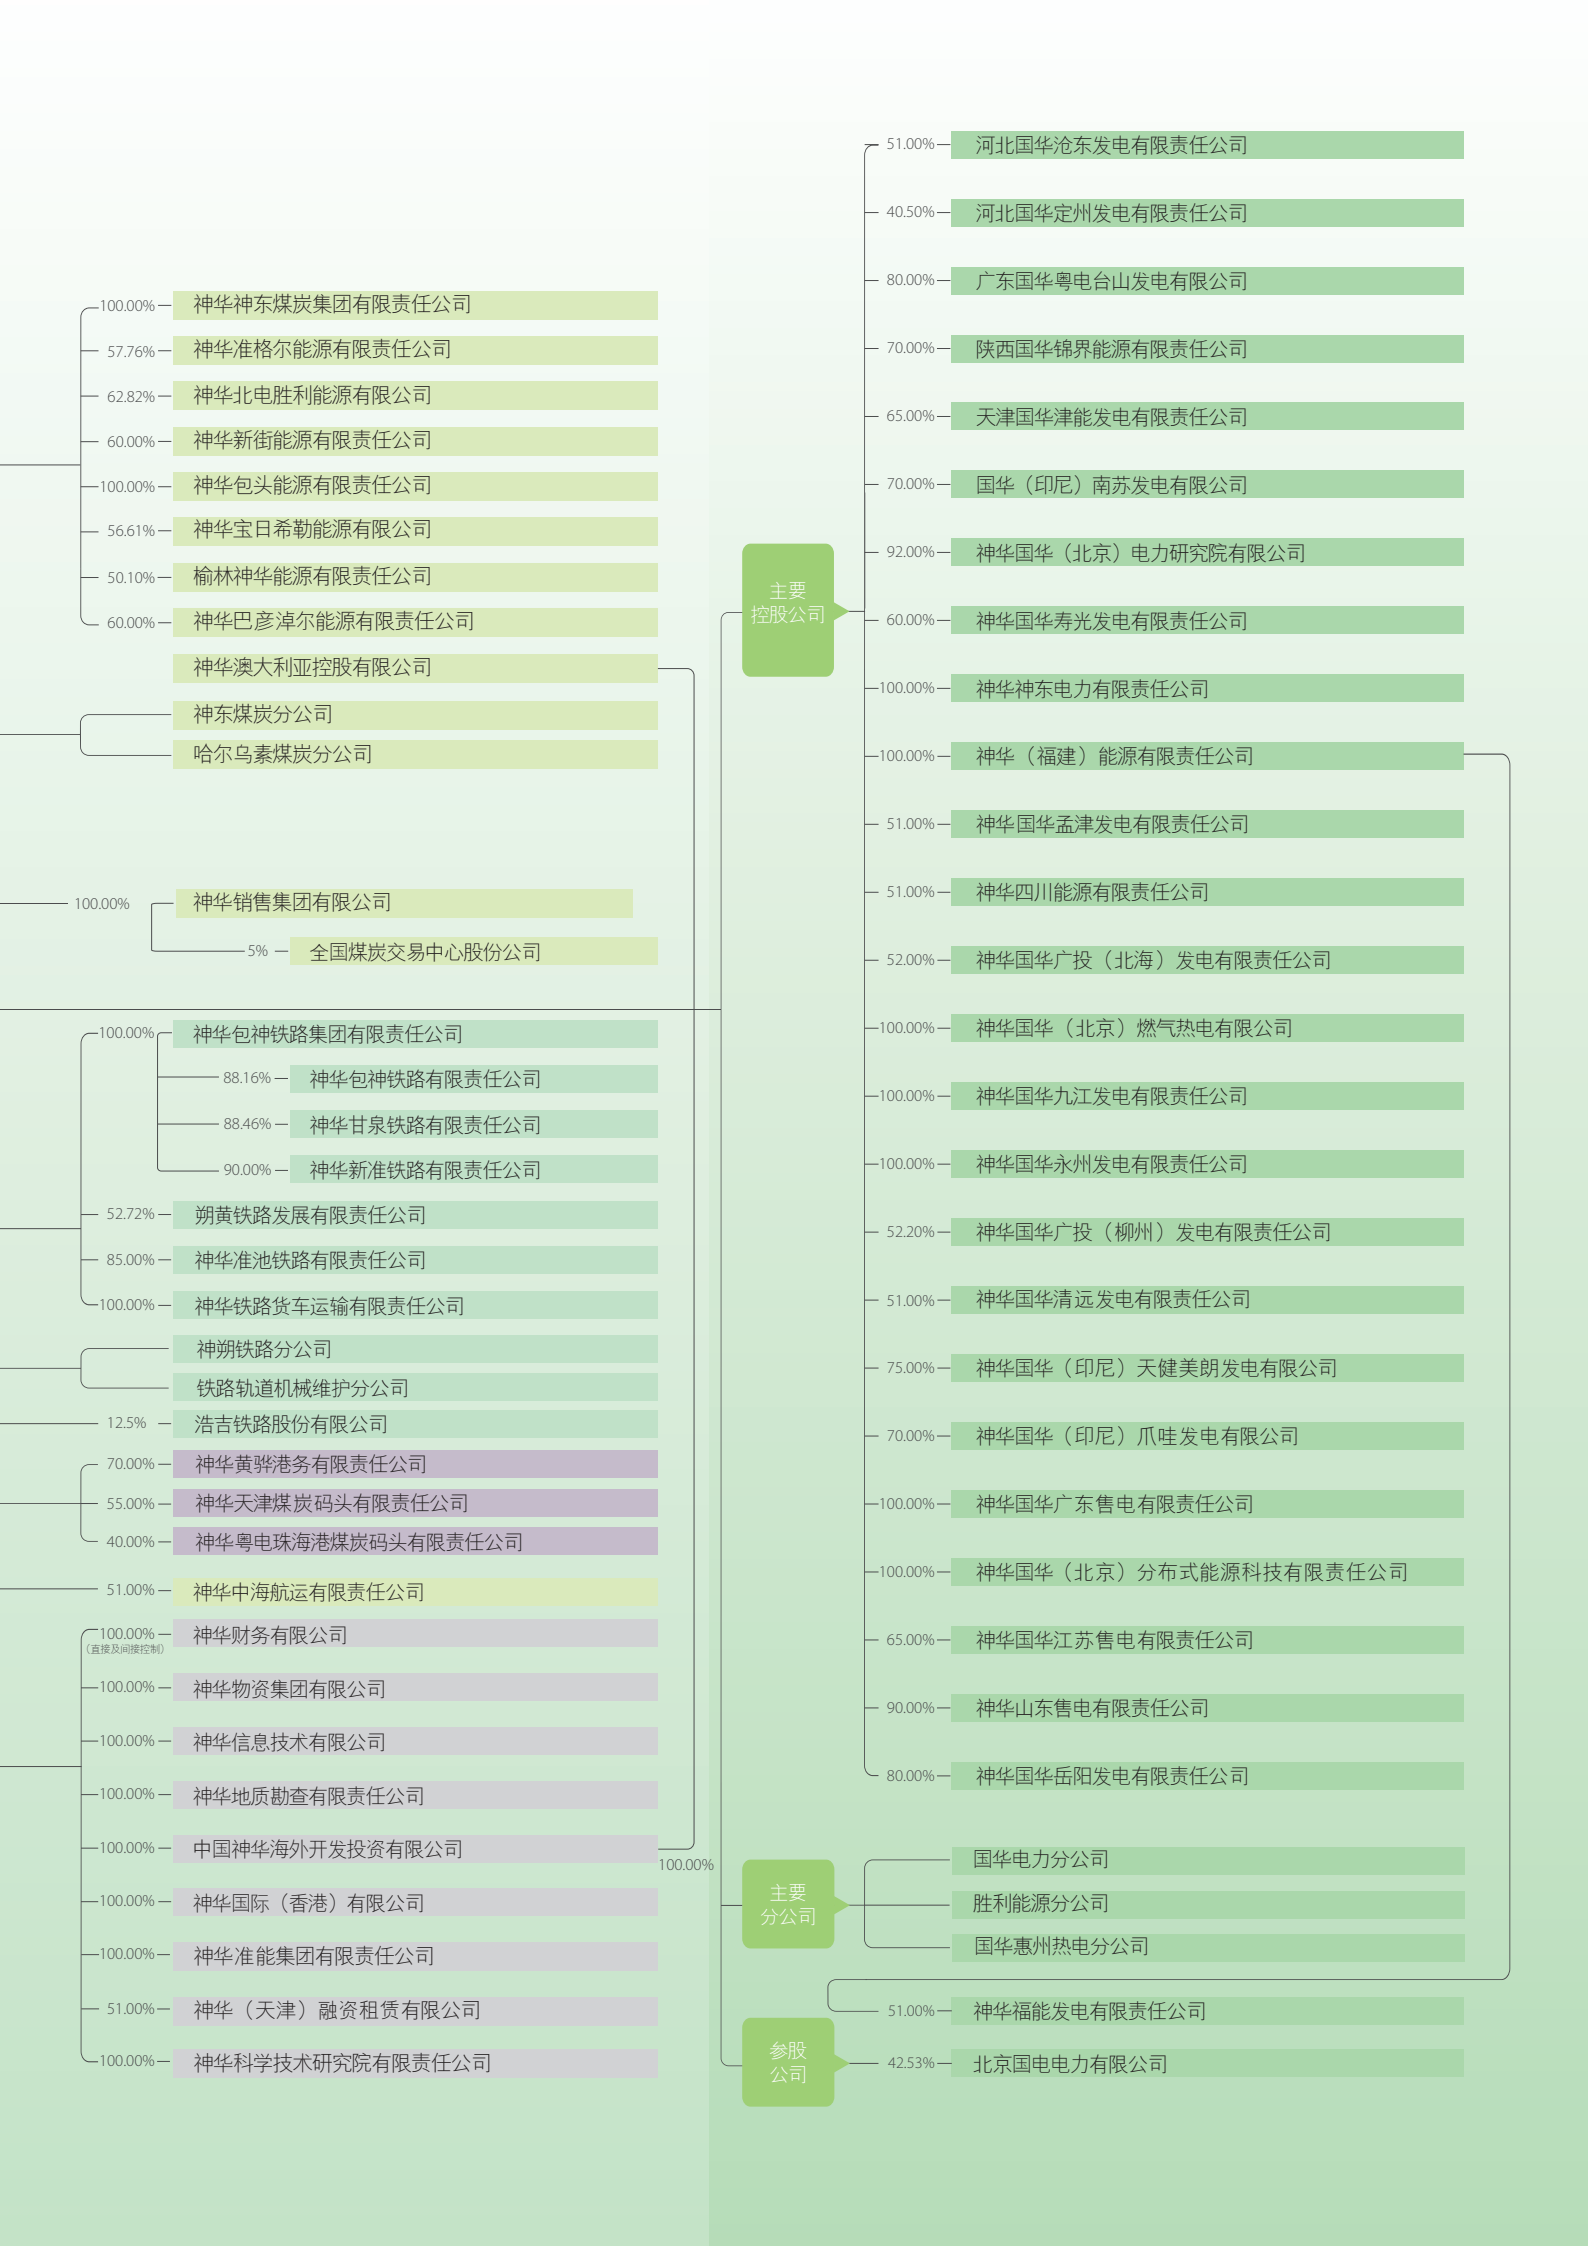 100.00% 神华神东煤炭集团有限责任公司
57.76% 神华准格尔能源有限责任公司
62.82% 神华北电胜利能源有限公司
60.00% 神华新街能源有限责任公司
100.00% 神华包头能源有限责任公司
56.61% 神华宝日希勒能源有限公司
50.10% 榆林神华能源有限责任公司
60.00% 神华巴彦淖尔能源有限责任公司
神华澳大利亚控股有限公司
神东煤炭分公司
哈尔乌素煤炭分公司
100.00% 神华销售集团有限公司
5% 全国煤炭交易中心股份公司
100.00% 神华包神铁路集团有限责任公司
88.16% 神华包神铁路有限责任公司
88.46% 神华甘泉铁路有限责任公司
90.00% 神华新准铁路有限责任公司
52.72% 朔黄铁路发展有限责任公司
85.00% 神华准池铁路有限责任公司
100.00% 神华铁路货车运输有限责任公司
神朔铁路分公司
铁路轨道机械维护分公司
12.5% 浩吉铁路股份有限公司
70.00% 神华黄骅港务有限责任公司
55.00% 神华天津煤炭码头有限责任公司
40.00% 神华粤电珠海港煤炭码头有限责任公司
51.00% 神华中海航运有限责任公司
100.00% 神华财务有限公司
（直接及间接控制）
100.00% 神华物资集团有限公司
100.00% 神华信息技术有限公司
100.00% 神华地质勘查有限责任公司
100.00% 中国神华海外开发投资有限公司
100.00%
100.00% 神华国际（香港）有限公司
100.00% 神华准能集团有限责任公司
51.00% 神华（天津）融资租赁有限公司
100.00% 神华科学技术研究院有限责任公司
主要
控股公司
51.00% 河北国华沧东发电有限责任公司
40.50% 河北国华定州发电有限责任公司
80.00% 广东国华粤电台山发电有限公司
70.00% 陕西国华锦界能源有限责任公司
65.00% 天津国华津能发电有限责任公司
70.00% 国华（印尼）南苏发电有限公司
92.00% 神华国华（北京）电力研究院有限公司
60.00% 神华国华寿光发电有限责任公司
100.00% 神华神东电力有限责任公司
100.00% 神华（福建）能源有限责任公司
51.00% 神华国华孟津发电有限责任公司
51.00% 神华四川能源有限责任公司
52.00% 神华国华广投（北海）发电有限责任公司
100.00% 神华国华（北京）燃气热电有限公司
100.00% 神华国华九江发电有限责任公司
100.00% 神华国华永州发电有限责任公司
52.20% 神华国华广投（柳州）发电有限责任公司
51.00% 神华国华清远发电有限责任公司
75.00% 神华国华（印尼）天健美朗发电有限公司
70.00% 神华国华（印尼）爪哇发电有限公司
100.00% 神华国华广东售电有限责任公司
100.00% 神华国华（北京）分布式能源科技有限责任公司
65.00% 神华国华江苏售电有限责任公司
90.00% 神华山东售电有限责任公司
80.00% 神华国华岳阳发电有限责任公司
主要
分公司
国华电力分公司
胜利能源分公司
国华惠州热电分公司
51.00% 神华福能发电有限责任公司
参股
公司
42.53% 北京国电电力有限公司